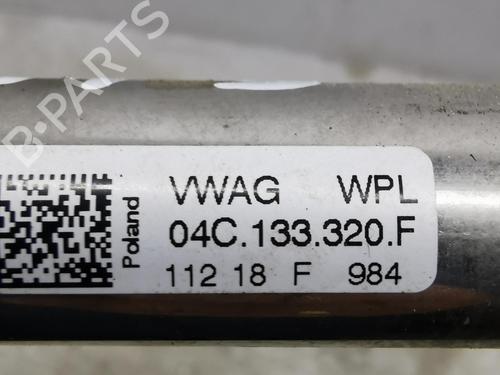 B-PARTS
VWAG WPL
04C.133.320.F
112 18 F 984
Poland